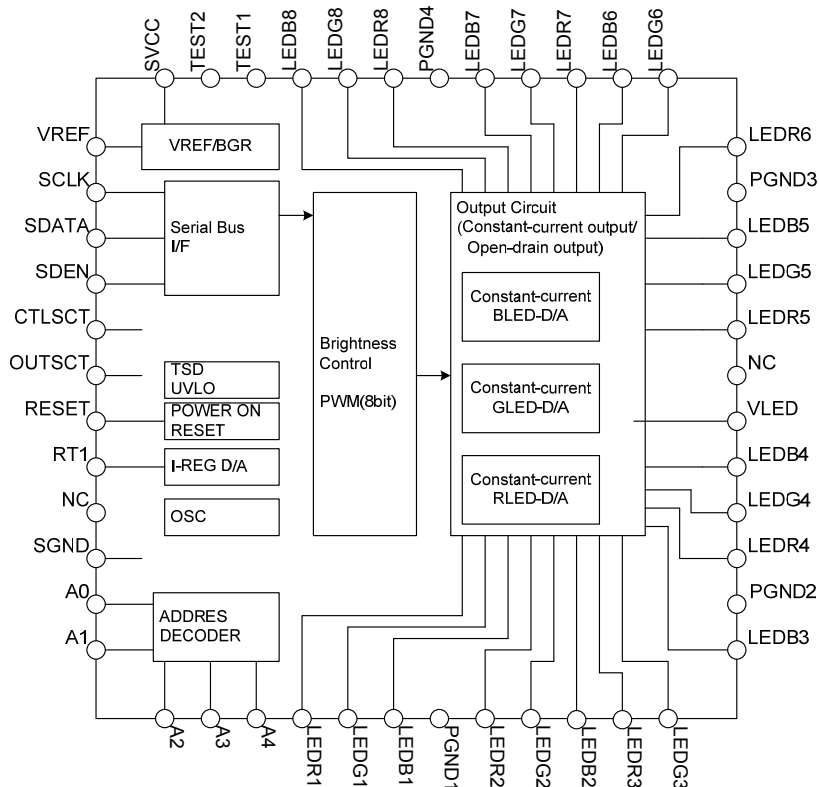 SVCC
TEST2
TEST1
LEDB8
LEDG8
LEDR8
PGND4
LEDB7
LEDG7
LEDR7
LEDB6
LEDG6
VREF
SCLK
SDATA
SDEN
CTLSCT
OUTSCT
RESET
RT1
NC
SGND
A0
A1
VREF/BGR
Serial Bus
I/F
TSD
UVLO
POWER ON
RESET
I-REG D/A
OSC
ADDRES
DECODER
Brightness
Control
PWM(8bit)
Output Circuit
(Constant-current output/
Open-drain output)
Constant-current
BLED-D/A
Constant-current
GLED-D/A
Constant-current
RLED-D/A
LEDR6
PGND3
LEDB5
LEDG5
LEDR5
NC
VLED
LEDB4
LEDG4
LEDR4
PGND2
LEDB3
A2
A3
A4
LEDR1
LEDG1
LEDB1
PGND1
LEDR2
LEDG2
LEDB2
LEDR3
LEDG3